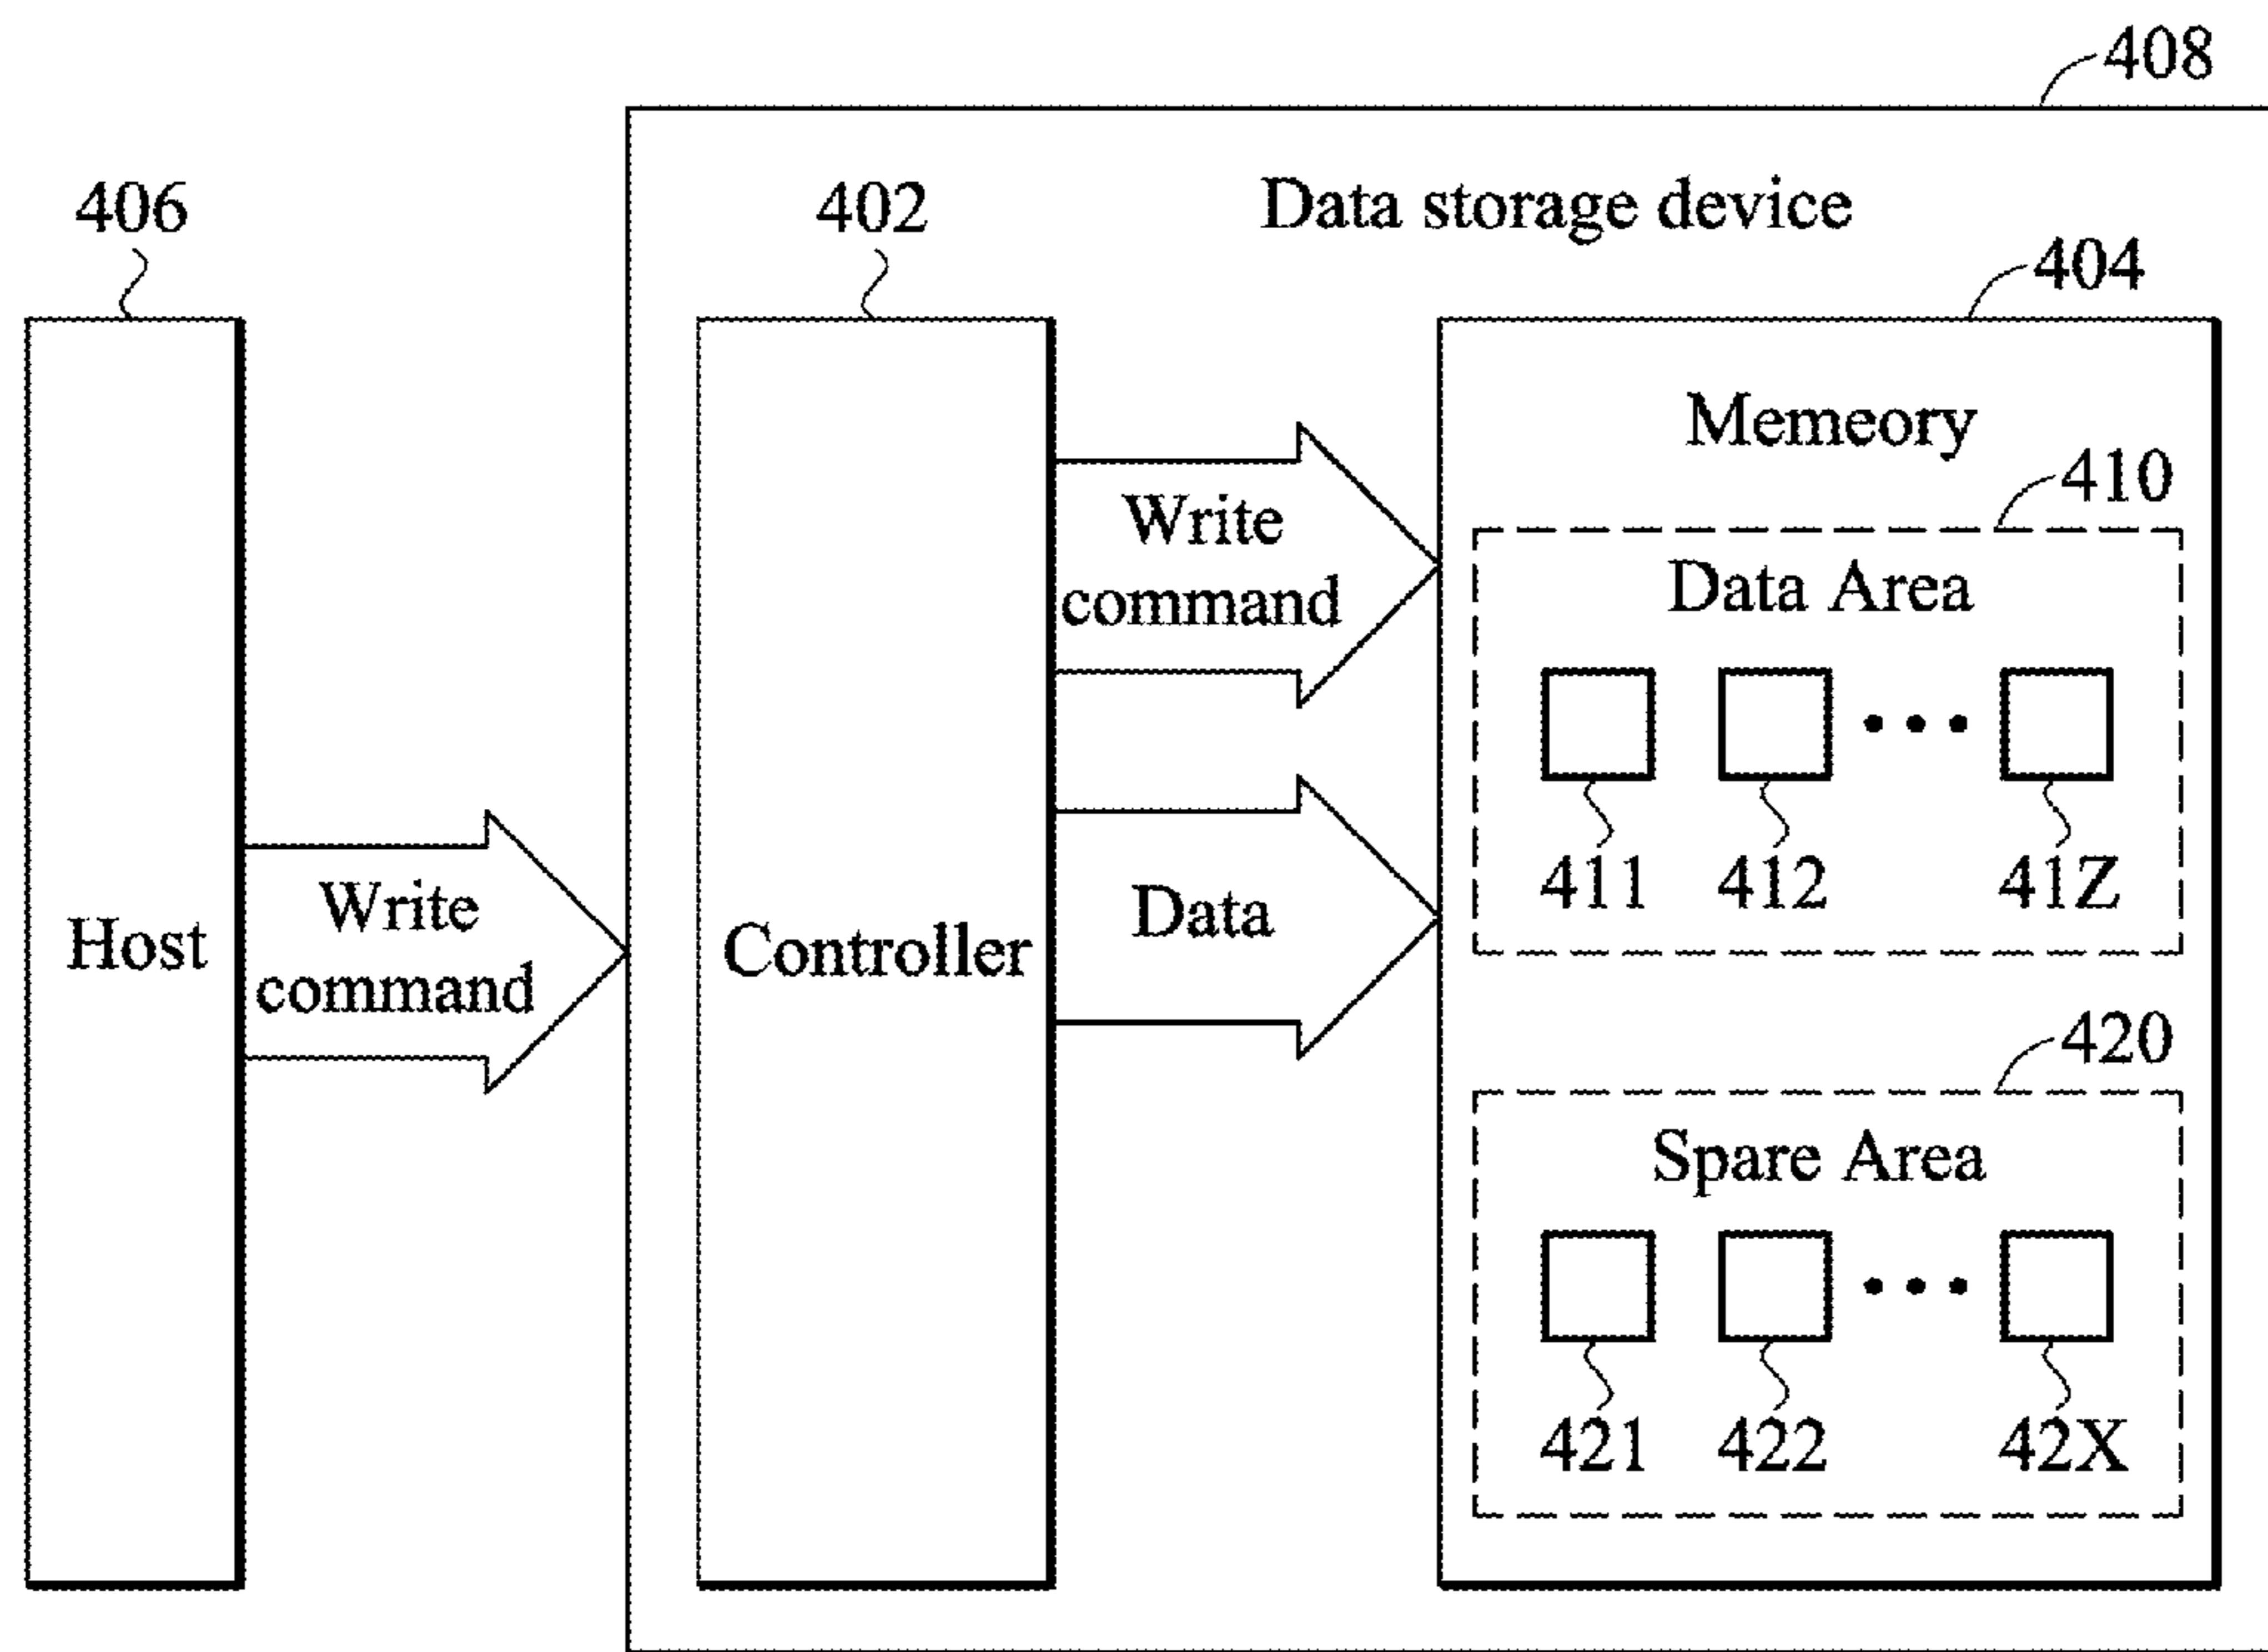 408
Data storage device
406
402
404
Memeory
410
Write
command
Data Area
411 412 41Z
Host
Write
command
Controller
Data
420
Spare Area
421 422 42X